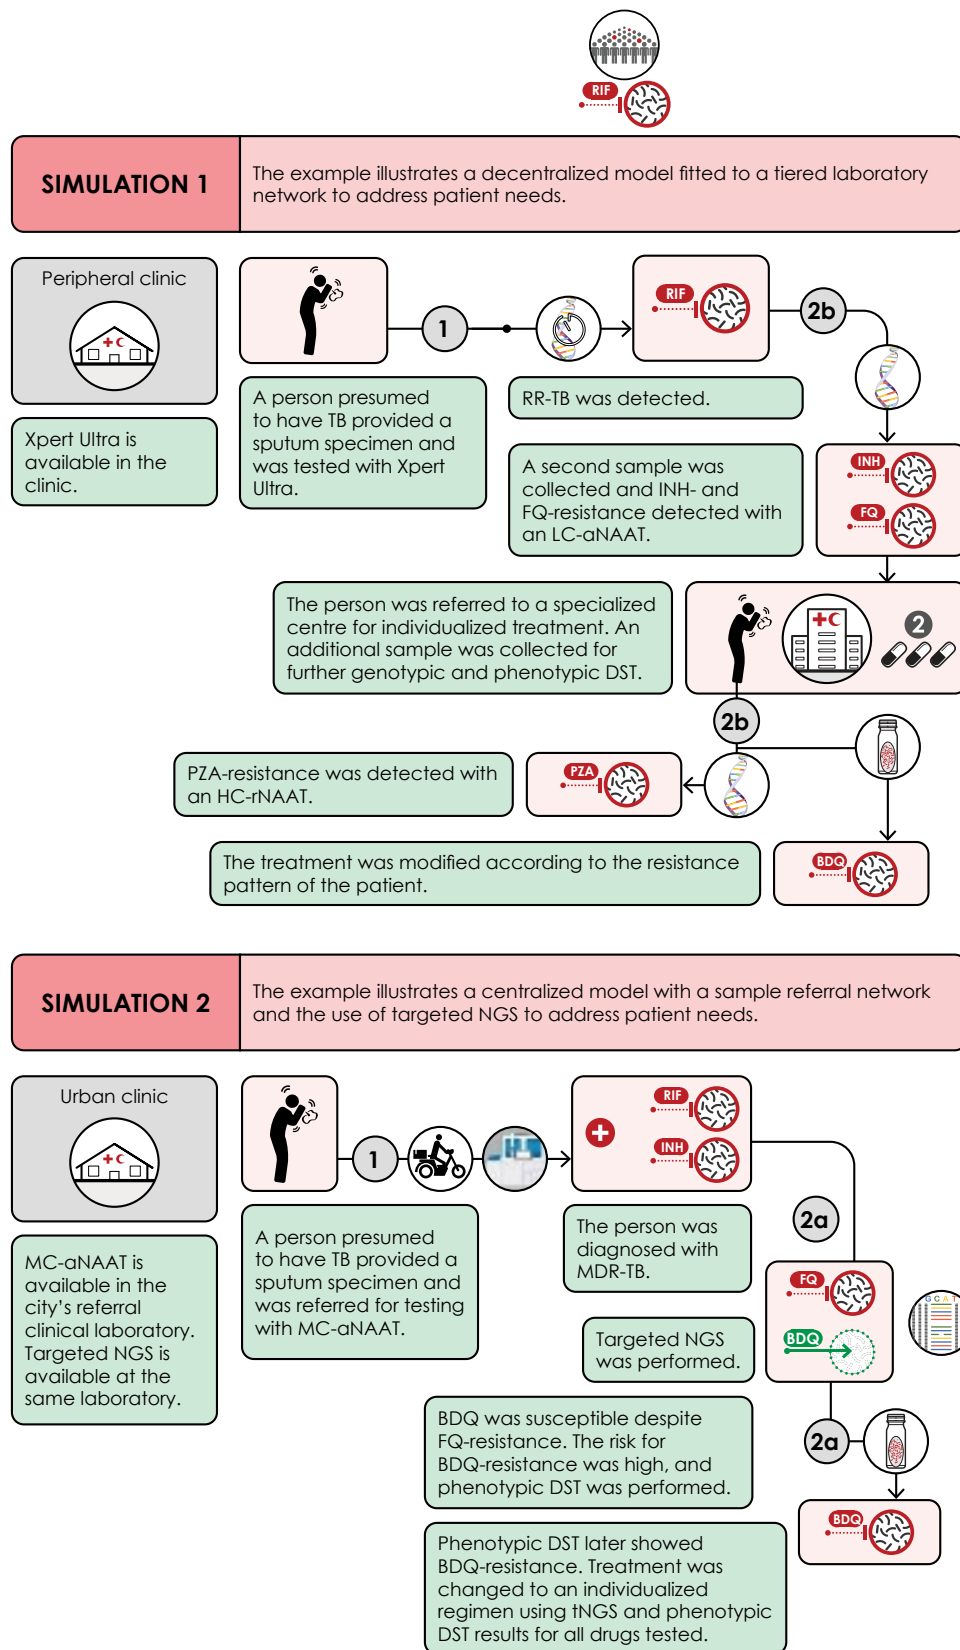 RIF
SIMULATION 1
The example illustrates a decentralized model fitted to a tiered laboratory
network to address patient needs.
Peripheral clinic
Xpert Ultra is
available in the
clinic.
1
RIF
2b
A person presumed
to have TB provided a
sputum specimen and
was tested with Xpert
Ultra.
RR-TB was detected.
A second sample was
collected and INH- and
FQ-resistance detected with
an LC-aNAAT.
INH
FQ
The person was referred to a specialized
centre for individualized treatment. An
additional sample was collected for
further genotypic and phenotypic DST.
2
2b
PZA-resistance was detected with
an HC-rNAAT.
PZA
The treatment was modified according to the resistance
pattern of the patient.
BDQ
SIMULATION 2
The example illustrates a centralized model with a sample referral network
and the use of targeted NGS to address patient needs.
Urban clinic
MC-aNAAT is
available in the
city's referral
clinical laboratory.
Targeted NGS is
available at the
same laboratory.
1
RIF
INH
A person presumed
to have TB provided a
sputum specimen and
was referred for testing
with MC-aNAAT.
The person was
diagnosed with
MDR-TB.
2a
FQ
BDQ
G C A T
Targeted NGS
was performed.
BDQ was susceptible despite
FQ-resistance. The risk for
BDQ-resistance was high, and
phenotypic DST was performed.
2a
BDQ
Phenotypic DST later showed
BDQ-resistance. Treatment was
changed to an individualized
regimen using tNGS and phenotypic
DST results for all drugs tested.